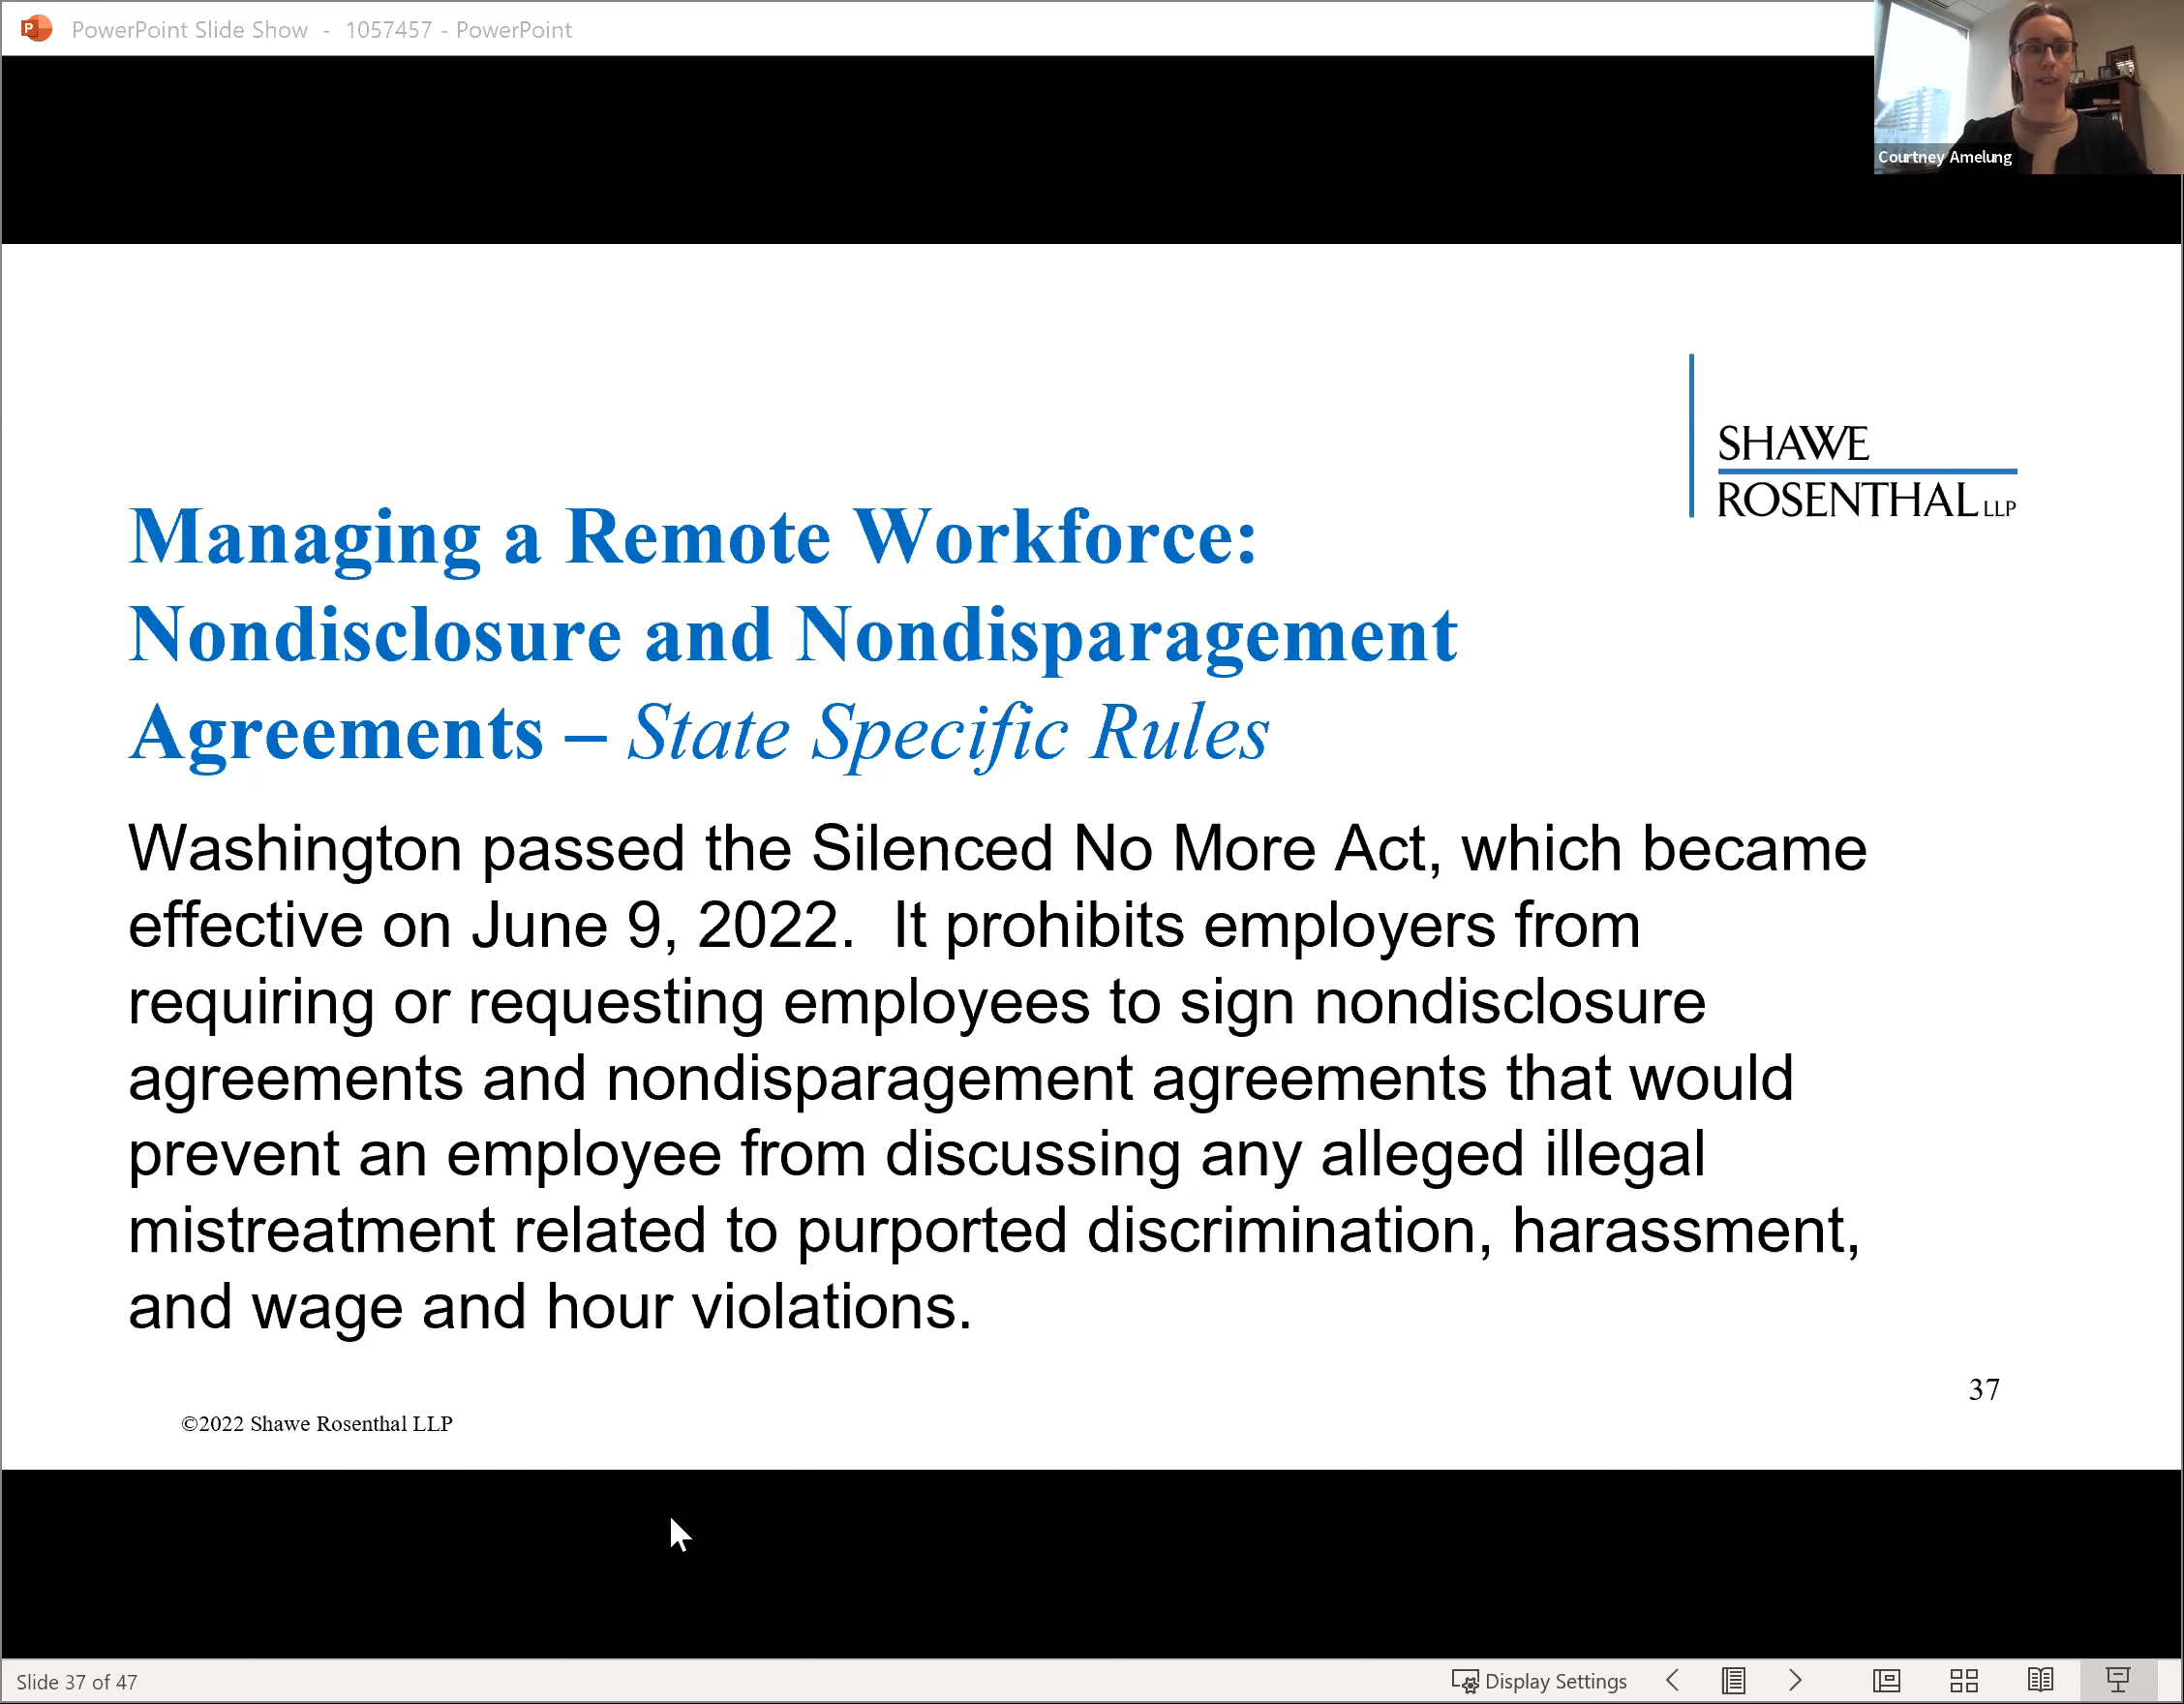 PowerPoint Slide Show - 1057457 - PowerPoint
Courtney Amelung
SHAWE
ROSENTHAL LLP
Managing a Remote Workforce:
Nondisclosure and Nondisparagement
Agreements – State Specific Rules
Washington passed the Silenced No More Act, which became
effective on June 9, 2022.  It prohibits employers from
requiring or requesting employees to sign nondisclosure
agreements and nondisparagement agreements that would
prevent an employee from discussing any alleged illegal
mistreatment related to purported discrimination, harassment,
and wage and hour violations.
37
©2022 Shawe Rosenthal LLP
Slide 37 of 47
Display Settings